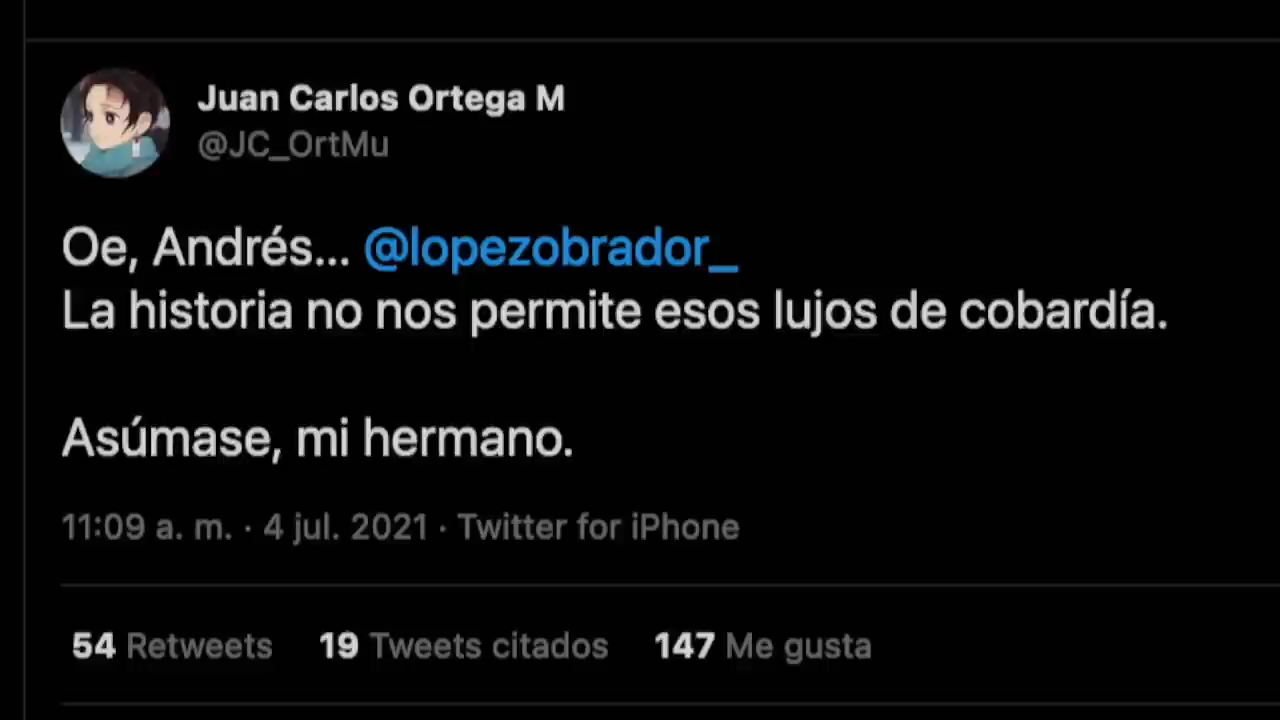 Juan Carlos Ortega M
@JC_OrtMu
Oe, Andrés... @lopezobrador_
La historia no nos permite esos lujos de cobardía.
Asúmase, mi hermano.
11:09 a. m. · 4 jul. 2021 · Twitter for iPhone
54 Retweets 19 Tweets citados 147 Me gusta